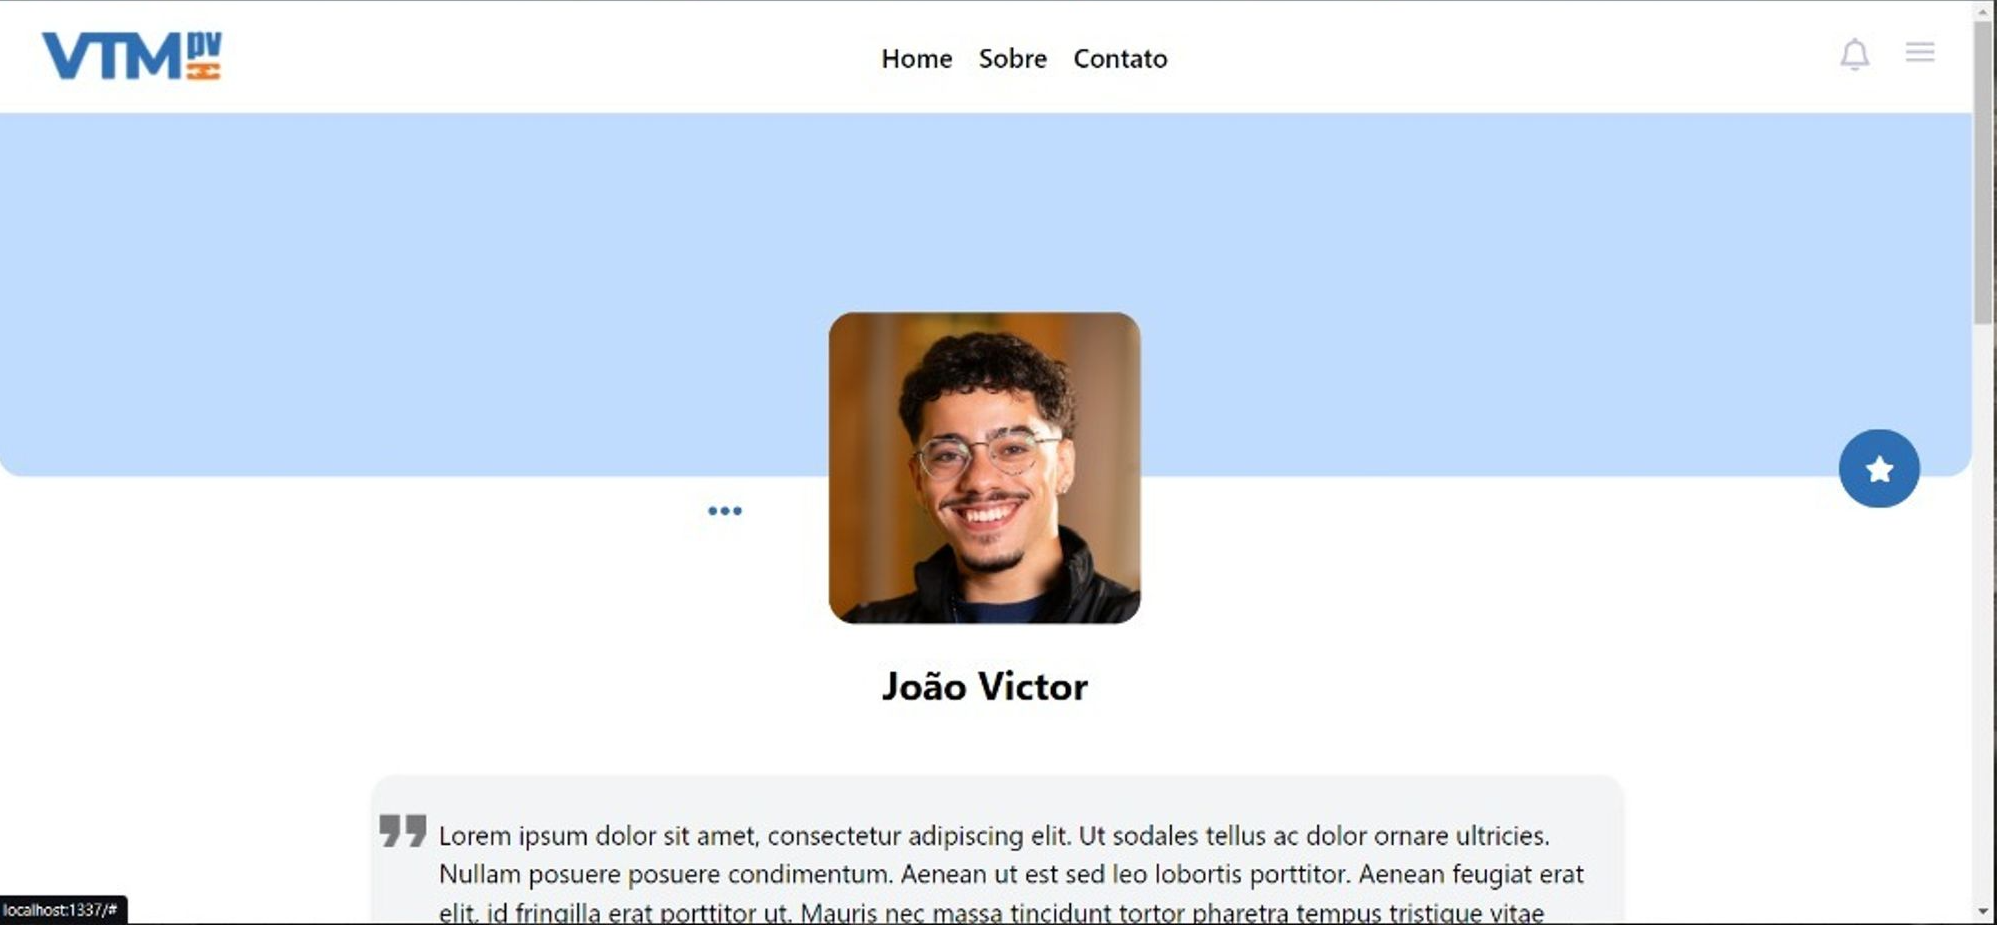 VTM pv
Home Sobre Contato
João Victor
Lorem ipsum dolor sit amet, consectetur adipiscing elit. Ut sodales tellus ac dolor ornare ultricies.
Nullam posuere posuere condimentum. Aenean ut est sed leo lobortis porttitor. Aenean feugiat erat
elit, id fringilla erat porttitor ut. Mauris nec massa tincidunt tortor pharetra tempus tristique vitae
localhost:1337/#